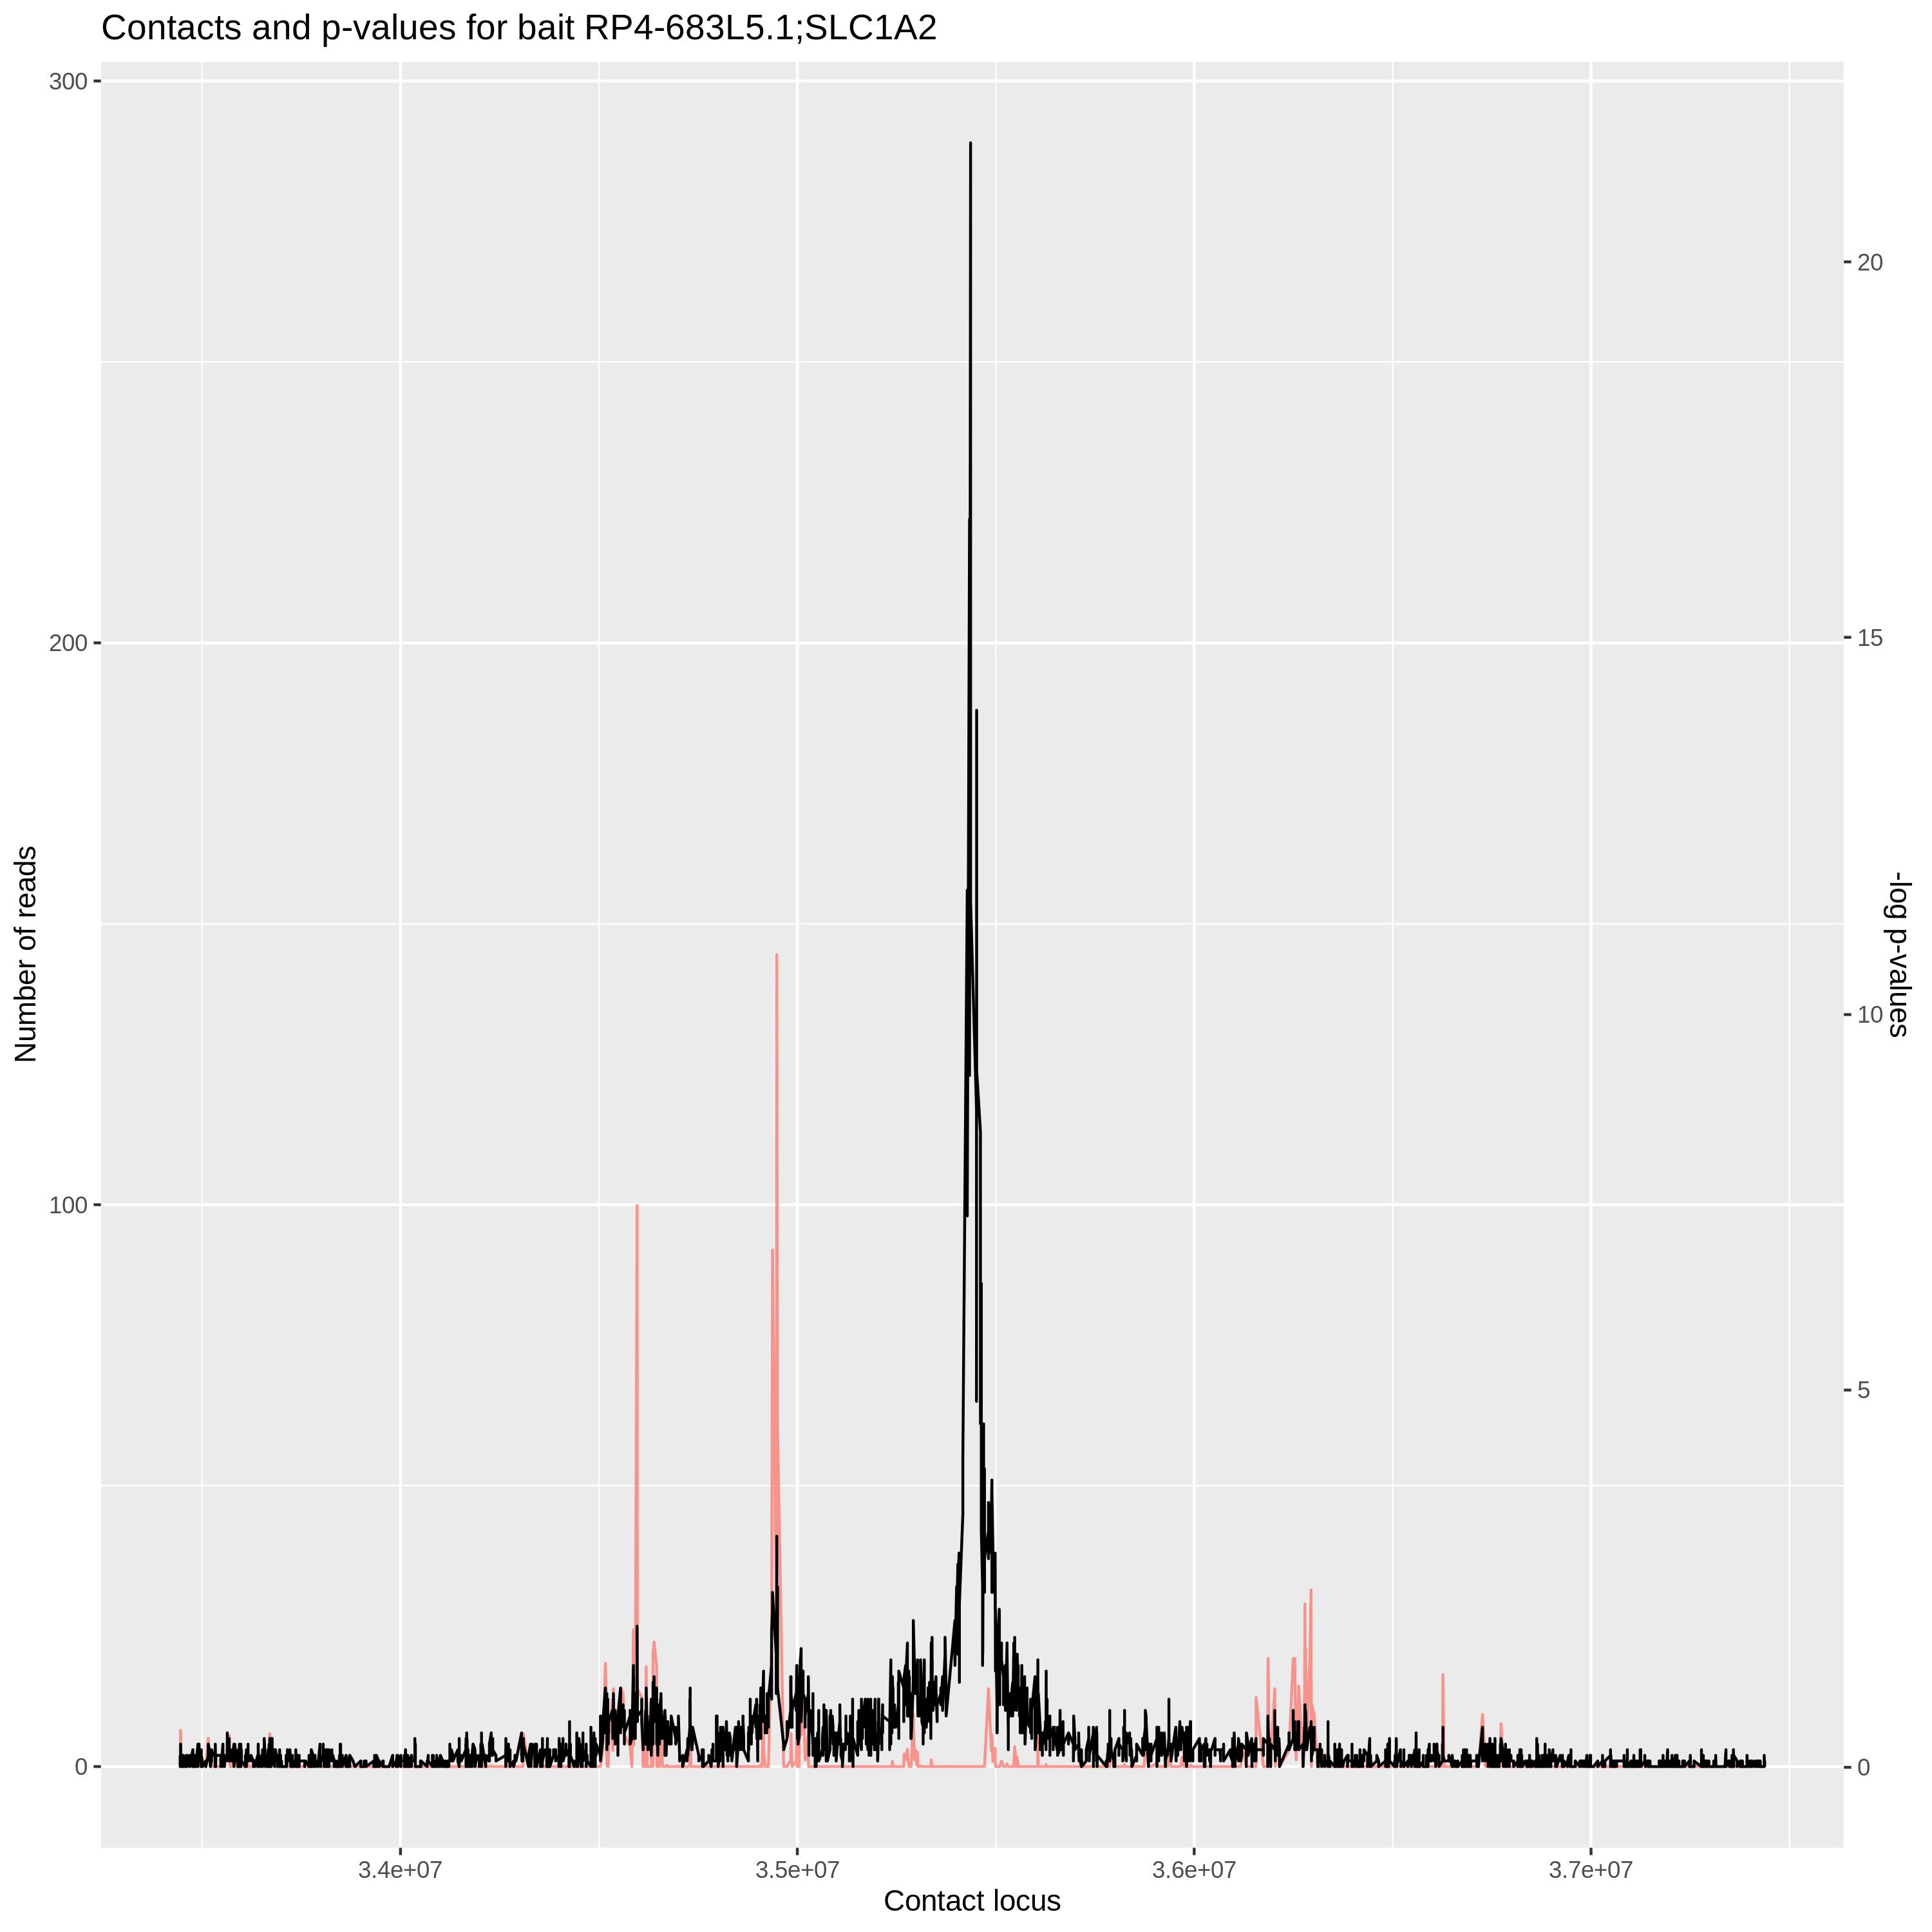 Contacts and p-values for bait RP4-683L5.1;SLC1A2
300
200
100
0
Number of reads
20
15
10
5
0
-log p-values
3.4e+07
3.5e+07
3.6e+07
3.7e+07
Contact locus